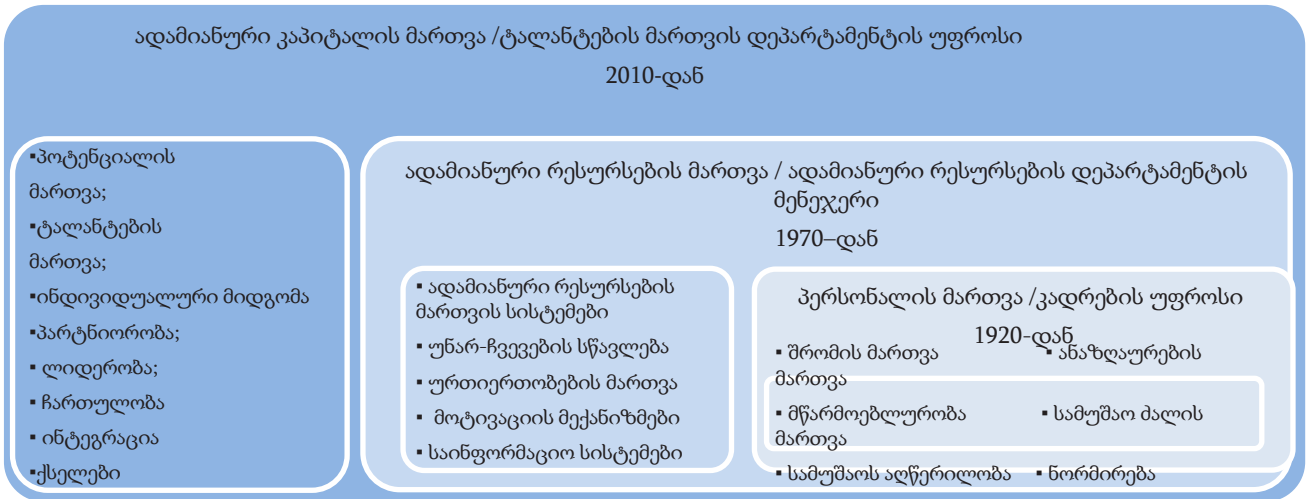 ადამიანური კაპიტალის მართვა /ტალანტების მართვის დეპარტამენტის უფროსი
2010-დან
▪პოტენციალის
მართვა;
▪ტალანტების
მართვა;
▪ინდივიდუალური მიდგომა
▪პარტნიორობა;
▪ ლიდერობა;
▪ ჩართულობა
▪ ინტეგრაცია
▪ქსელები
ადამიანური რესურსების მართვა / ადამიანური რესურსების დეპარტამენტის
მენეჯერი
1970–დან
▪ ადამიანური რესურსების
მართვის სისტემები
▪ უნარ-ჩვევების სწავლება
▪ ურთიერთობების მართვა
▪ მოტივაციის მექანიზმები
▪ საინფორმაციო სისტემები
პერსონალის მართვა /კადრების უფროსი
1920-დან
▪ შრომის მართვა ▪ ანაზღაურების
მართვა
▪ მწარმოებლურობა ▪ სამუშაო ძალის
მართვა
▪ სამუშაოს აღწერილობა ▪ ნორმირება